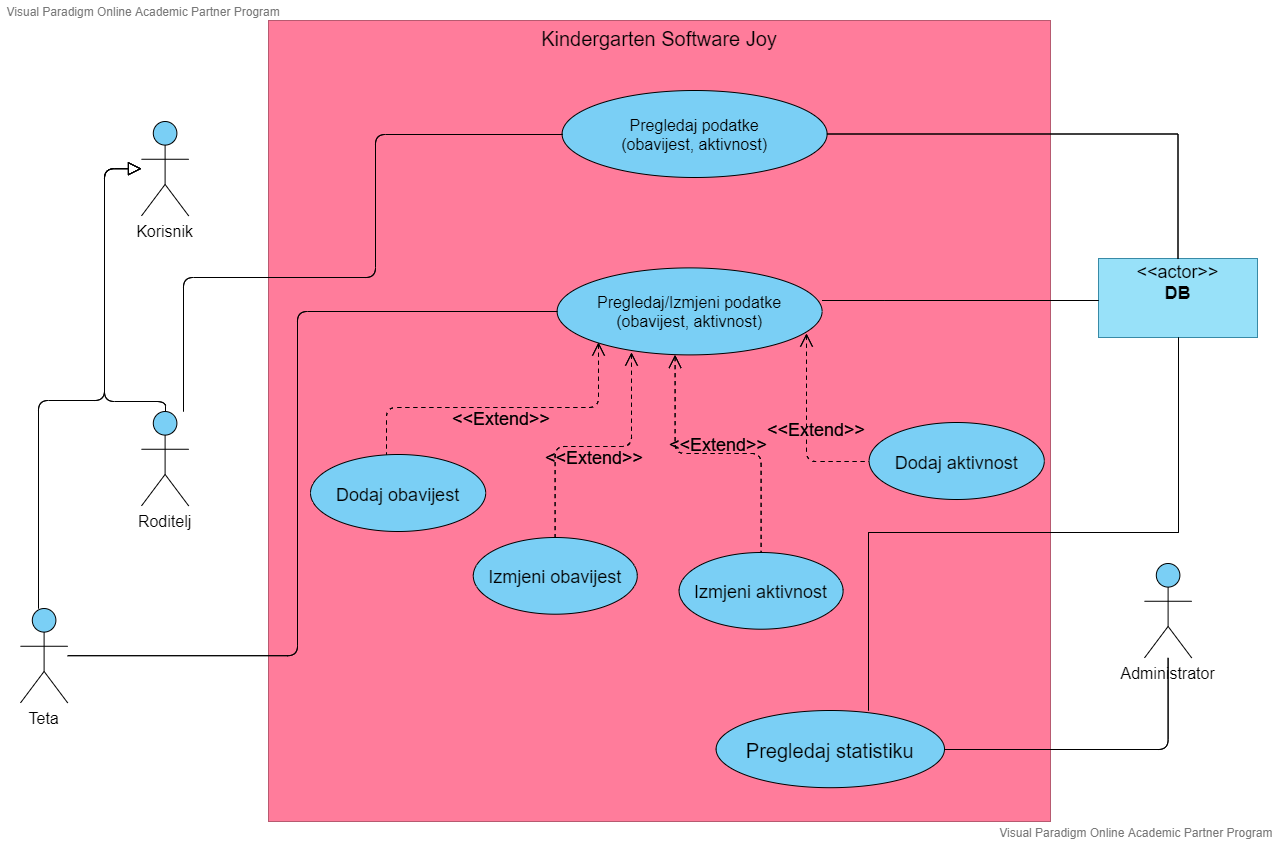 Visual Paradigm Online Academic Partner Program
Kindergarten Software Joy
Pregledaj podatke
(obavijest, aktivnost)
Korisnik
<<actor>>
DB
Pregledaj/Izmjeni podatke
(obavijest, aktivnost)
<<Extend>>
<<Extend>>
<<Extend>>
<<Extend>>
Dodaj aktivnost
Dodaj obavijest
Roditelj
Izmjeni obavijest
Izmjeni aktivnost
Administrator
Teta
Pregledaj statistiku
Visual Paradigm Online Academic Partner Program